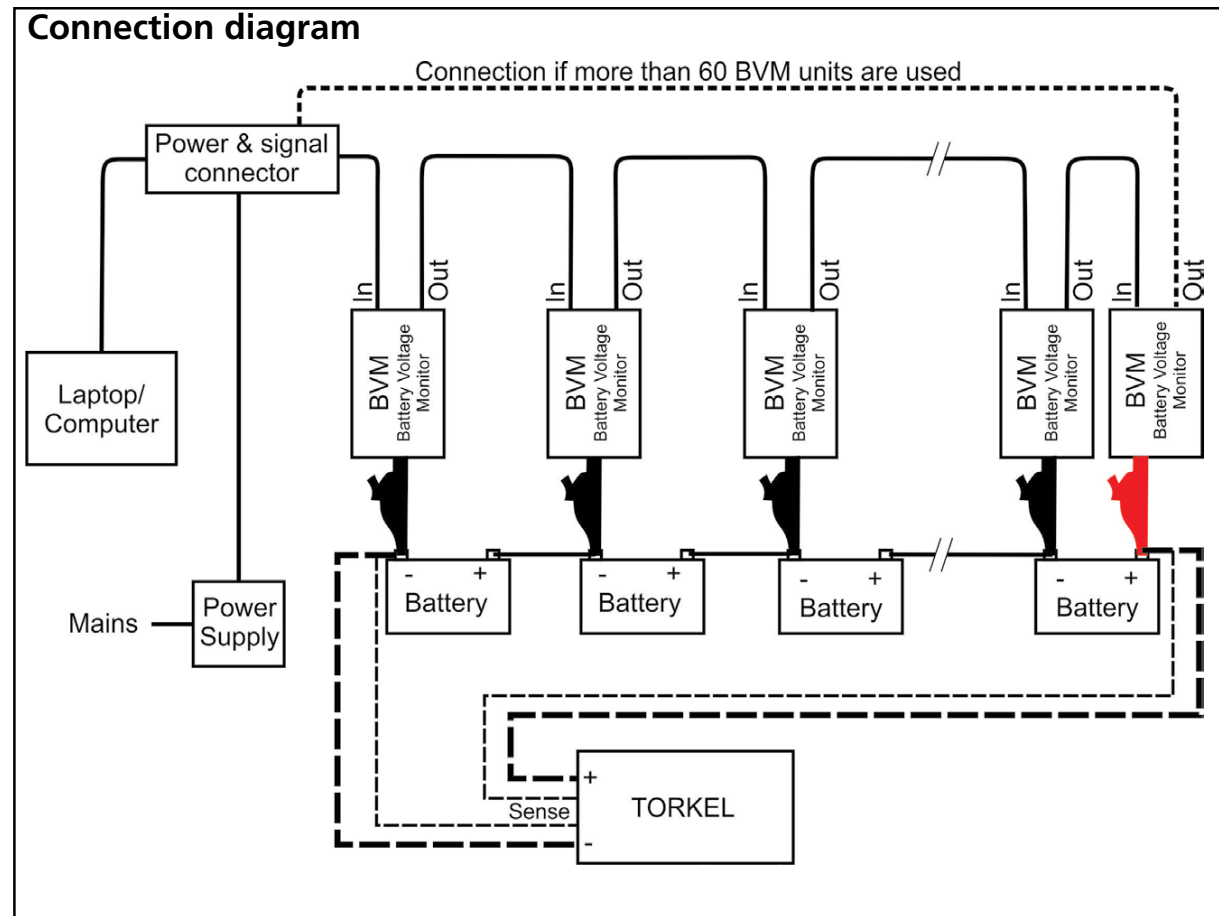 Connection diagram
Connection if more than 60 BVM units are used
Power & signal
connector
Laptop/
Computer
Mains
Power
Supply
In
Out
In
Out
In
Out
In
Out
In
Out
BVM
Battery Voltage
Monitor
BVM
Battery Voltage
Monitor
BVM
Battery Voltage
Monitor
BVM
Battery Voltage
Monitor
BVM
Battery Voltage
Monitor
- +
Battery
- +
Battery
- +
Battery
- +
Battery
+
Sense
-
TORKEL